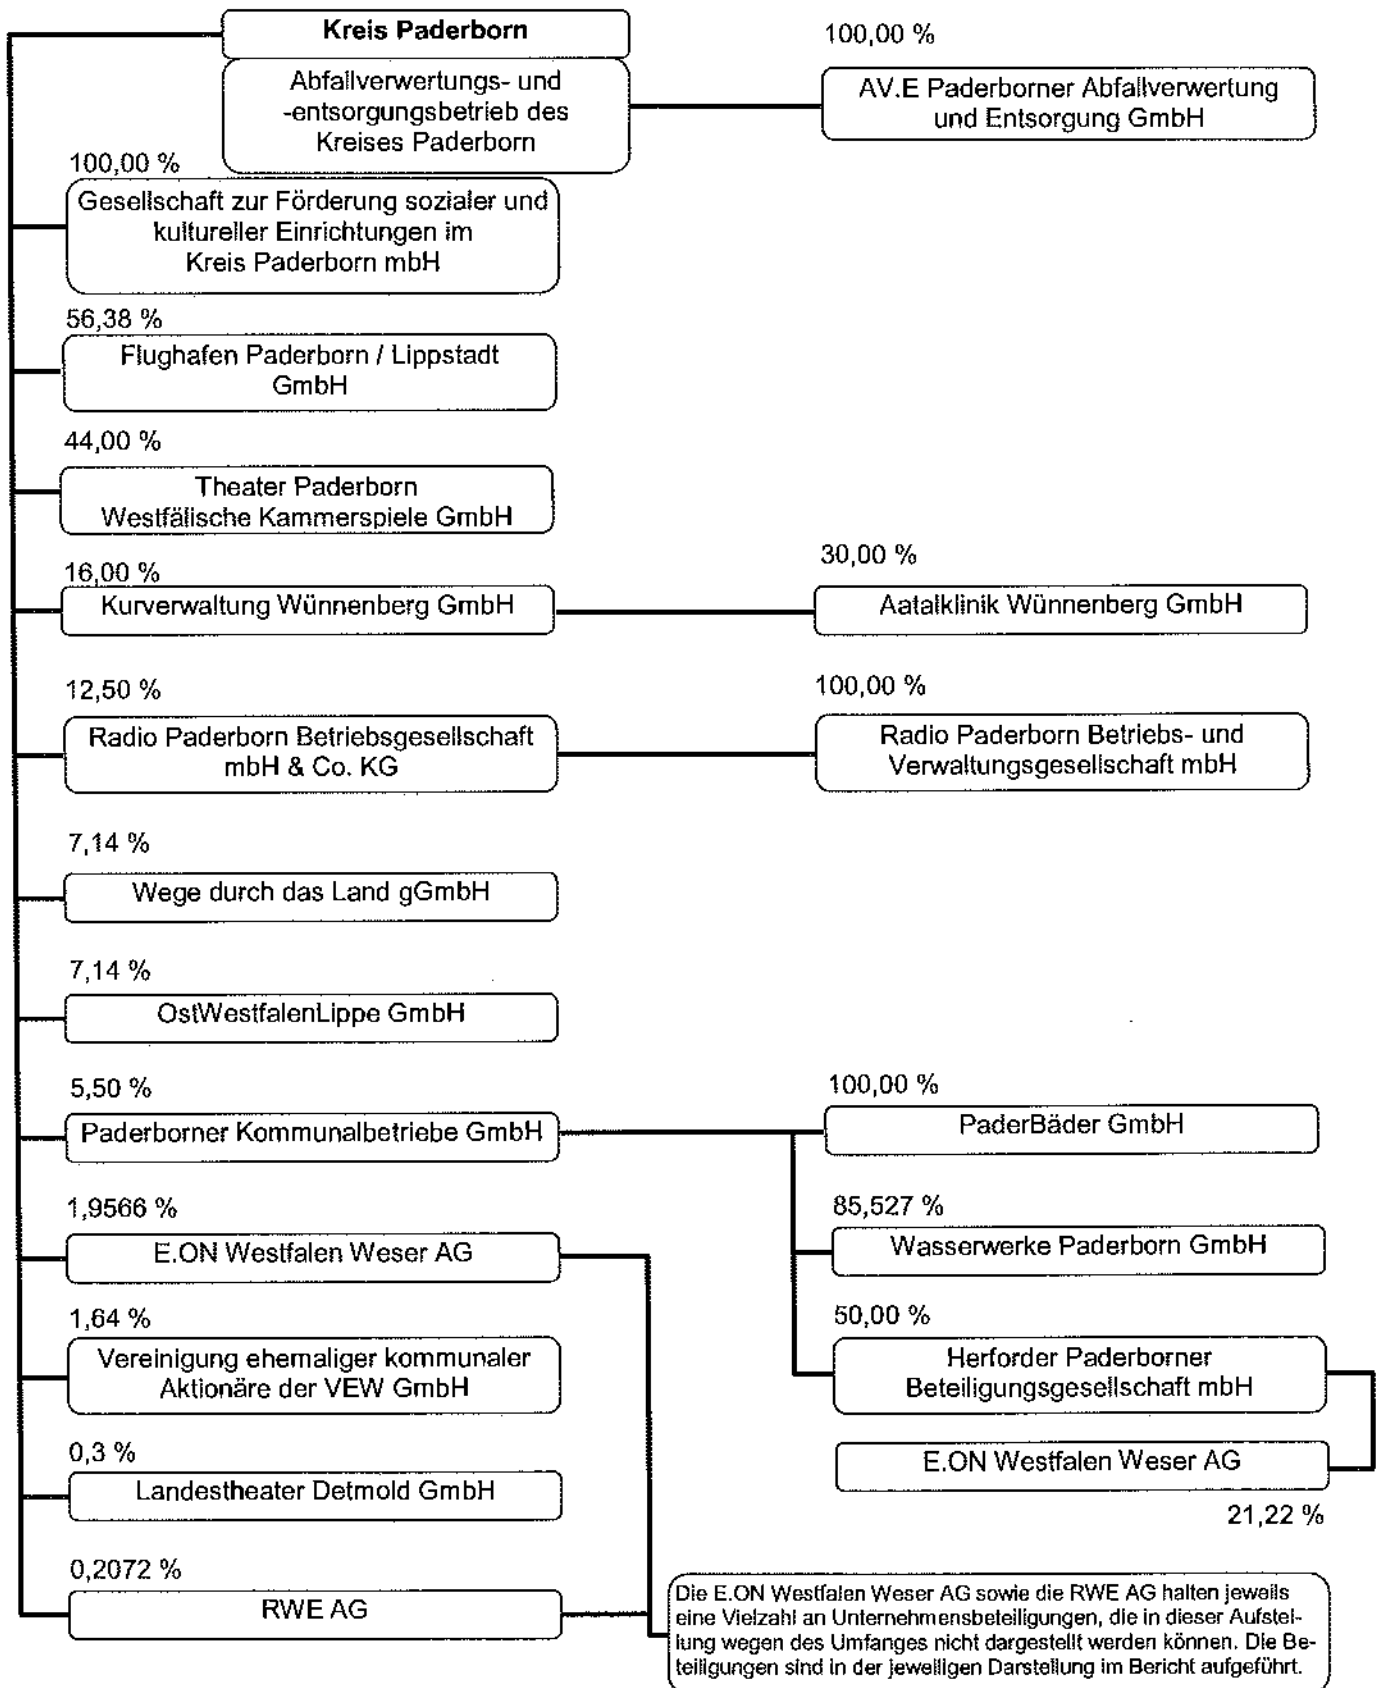 Kreis Paderborn
Abfallverwertungs- und
-entsorgungsbetrieb des
Kreises Paderborn
100,00 %
AV.E Paderborner Abfallverwertung
und Entsorgung GmbH
100,00 %
Gesellschaft zur Förderung sozialer und
kultureller Einrichtungen im
Kreis Paderborn mbH
56,38 %
Flughafen Paderborn / Lippstadt
GmbH
44,00 %
Theater Paderborn
Westfälische Kammerspiele GmbH
16,00 %
Kurverwaltung Wünnenberg GmbH
30,00 %
Aatalklinik Wünnenberg GmbH
12,50 %
Radio Paderborn Betriebsgesellschaft
mbH & Co. KG
100,00 %
Radio Paderborn Betriebs- und
Verwaltungsgesellschaft mbH
7,14 %
Wege durch das Land gGmbH
7,14 %
OstWestfalenLippe GmbH
5,50 %
Paderborner Kommunalbetriebe GmbH
100,00 %
PaderBäder GmbH
85,527 %
Wasserwerke Paderborn GmbH
50,00 %
Herforder Paderborner
Beteiligungsgesellschaft mbH
E.ON Westfalen Weser AG
21,22 %
1,9566 %
E.ON Westfalen Weser AG
1,64 %
Vereinigung ehemaliger kommunaler
Aktionäre der VEW GmbH
0,3 %
Landestheater Detmold GmbH
0,2072 %
RWE AG
Die E.ON Westfalen Weser AG sowie die RWE AG halten jeweils
eine Vielzahl an Unternehmensbeteiligungen, die in dieser Aufstel-
lung wegen des Umfanges nicht dargestellt werden können. Die Be-
teiligungen sind in der jeweiligen Darstellung im Bericht aufgeführt.